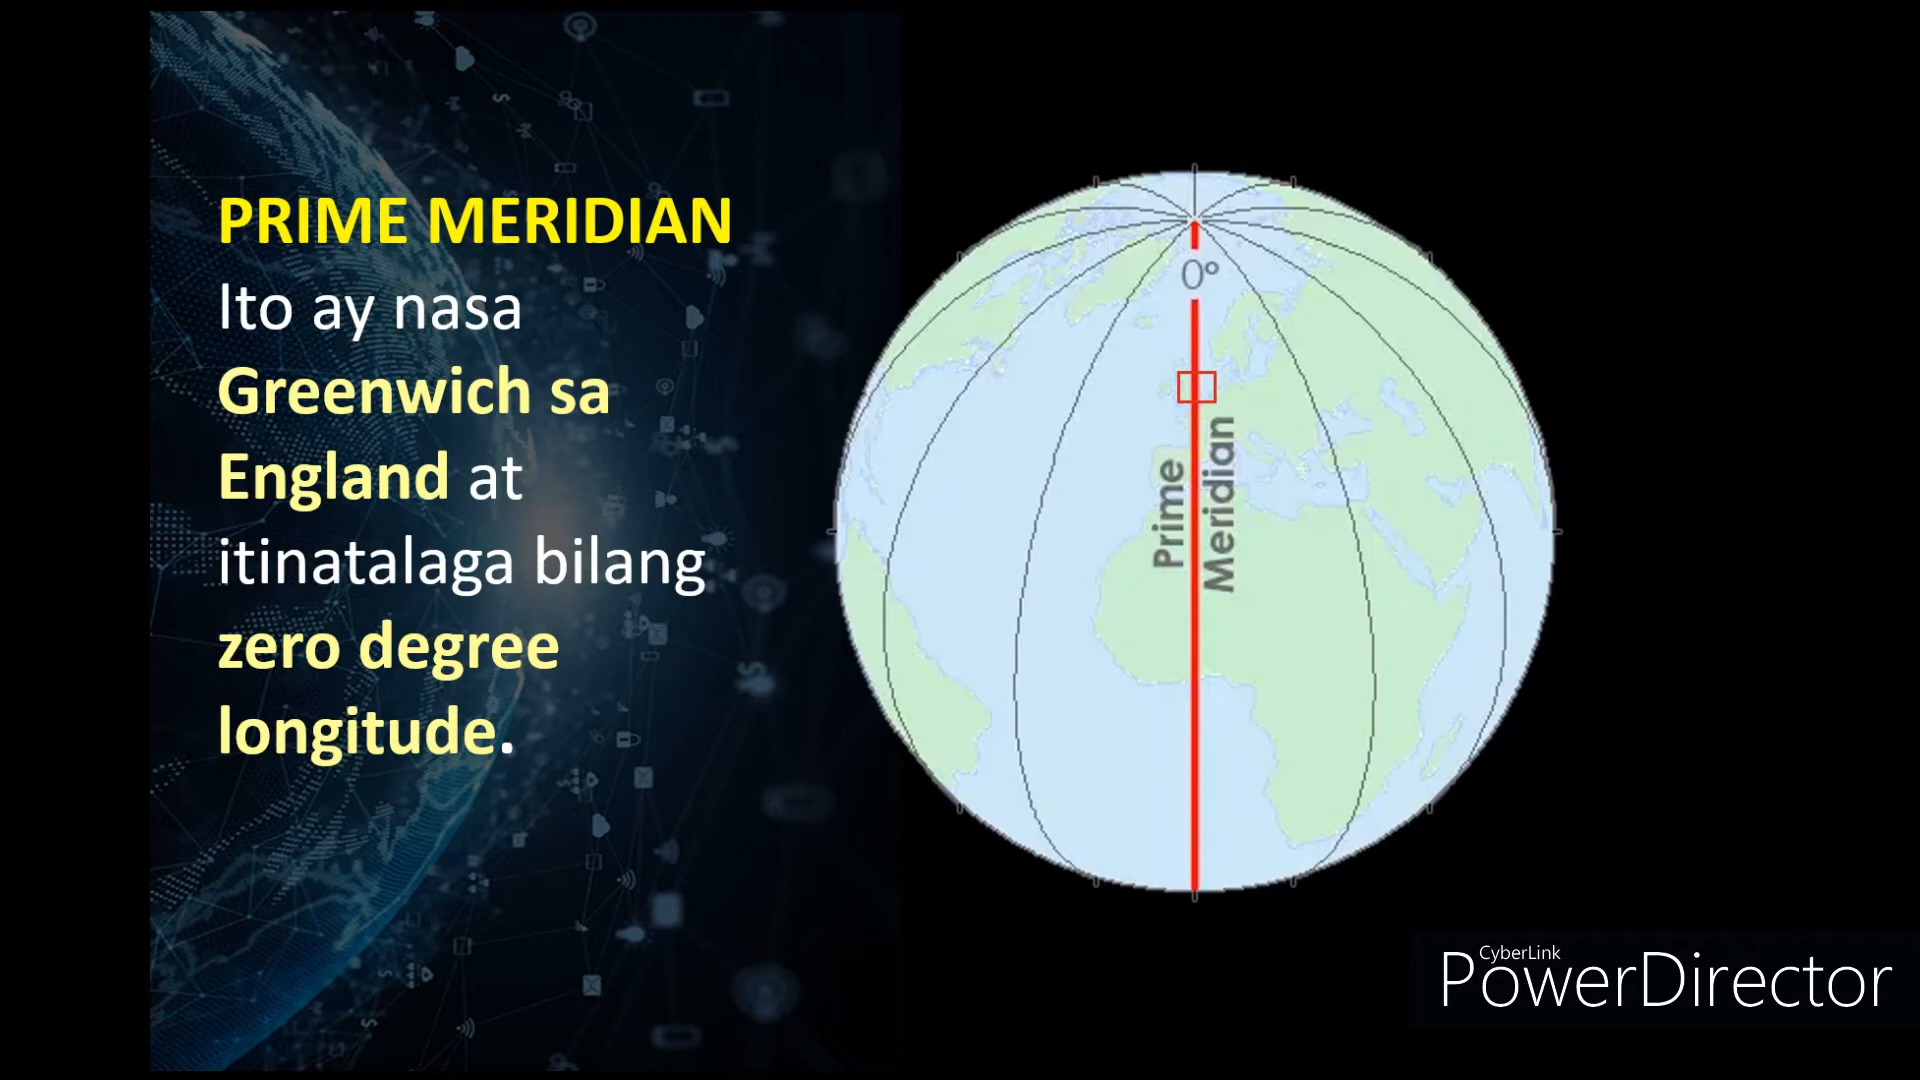 PRIME MERIDIAN
Ito ay nasa
Greenwich sa
England at
itinatalaga bilang
zero degree
longitude.
0°
Prime
Meridian
CyberLink
PowerDirector